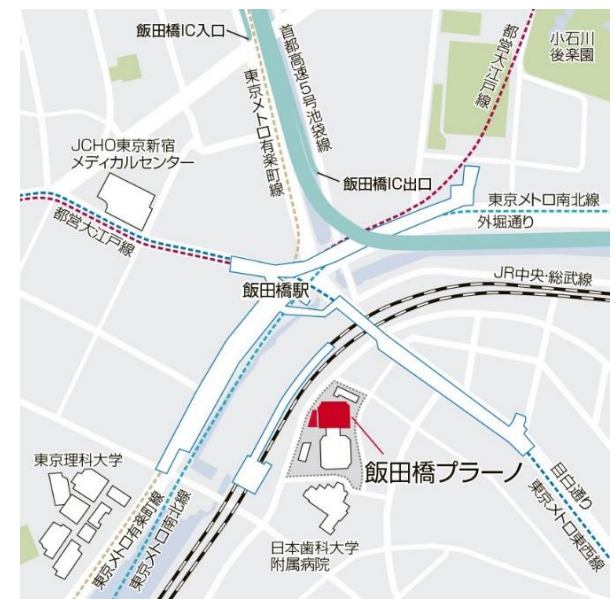 飯田橋IC入口
首都高速5号池袋線
都営大江戸線
小石川
後楽園
東京メトロ有楽町線
JCHO東京新宿
メディカルセンター
飯田橋IC出口
東京メトロ南北線
外堀通り
都営大江戸線
飯田橋駅
JR中央・総武線
飯田橋プラーノ
東京理科大学
目白通り
東京メトロ東西線
東京メトロ有楽町線
東京メトロ南北線
日本歯科大学
附属病院